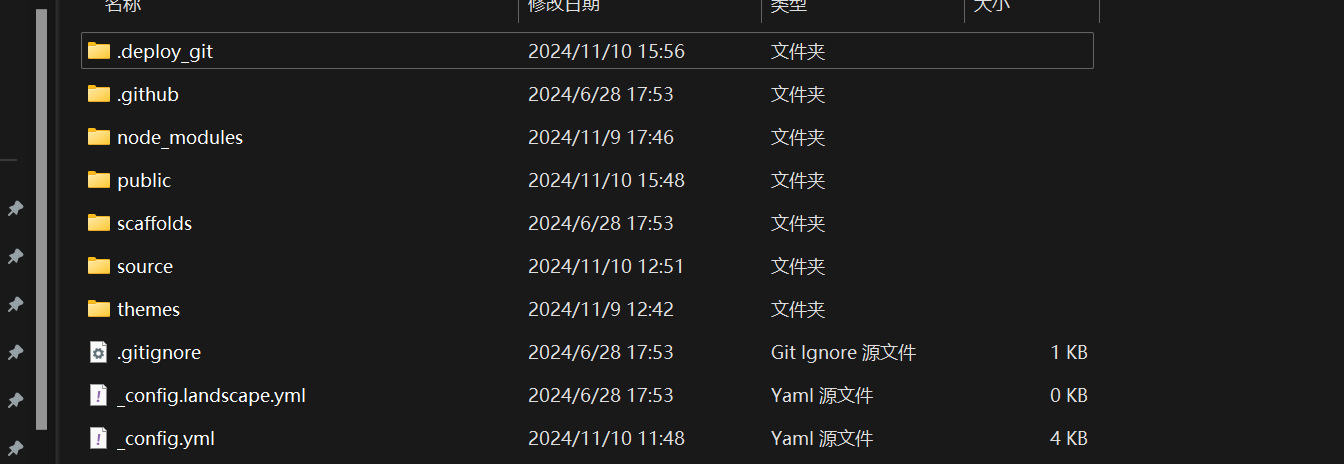 名称 修改日期 类型 大小
.deploy_git 2024/11/10 15:56 文件夹
.github 2024/6/28 17:53 文件夹
node_modules 2024/11/9 17:46 文件夹
public 2024/11/10 15:48 文件夹
scaffolds 2024/6/28 17:53 文件夹
source 2024/11/10 12:51 文件夹
themes 2024/11/9 12:42 文件夹
.gitignore 2024/6/28 17:53 Git Ignore 源文件 1 KB
_config.landscape.yml 2024/6/28 17:53 Yaml 源文件 0 KB
_config.yml 2024/11/10 11:48 Yaml 源文件 4 KB